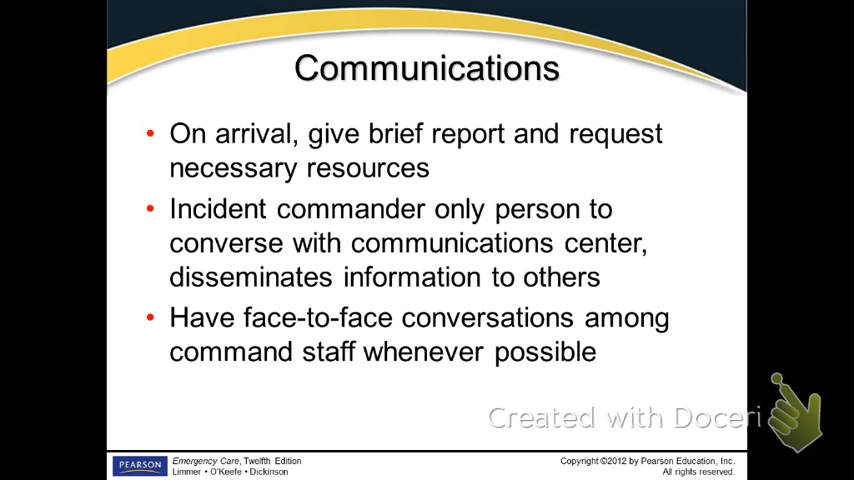 Communications
• On arrival, give brief report and request
necessary resources
• Incident commander only person to
converse with communications center,
disseminates information to others
• Have face-to-face conversations among
command staff whenever possible
Created with Doceri
PEARSON
Emergency Care, Twelfth Edition
Limmer • O'Keefe • Dickinson
Copyright ©2012 by Pearson Education, Inc.
All rights reserved.